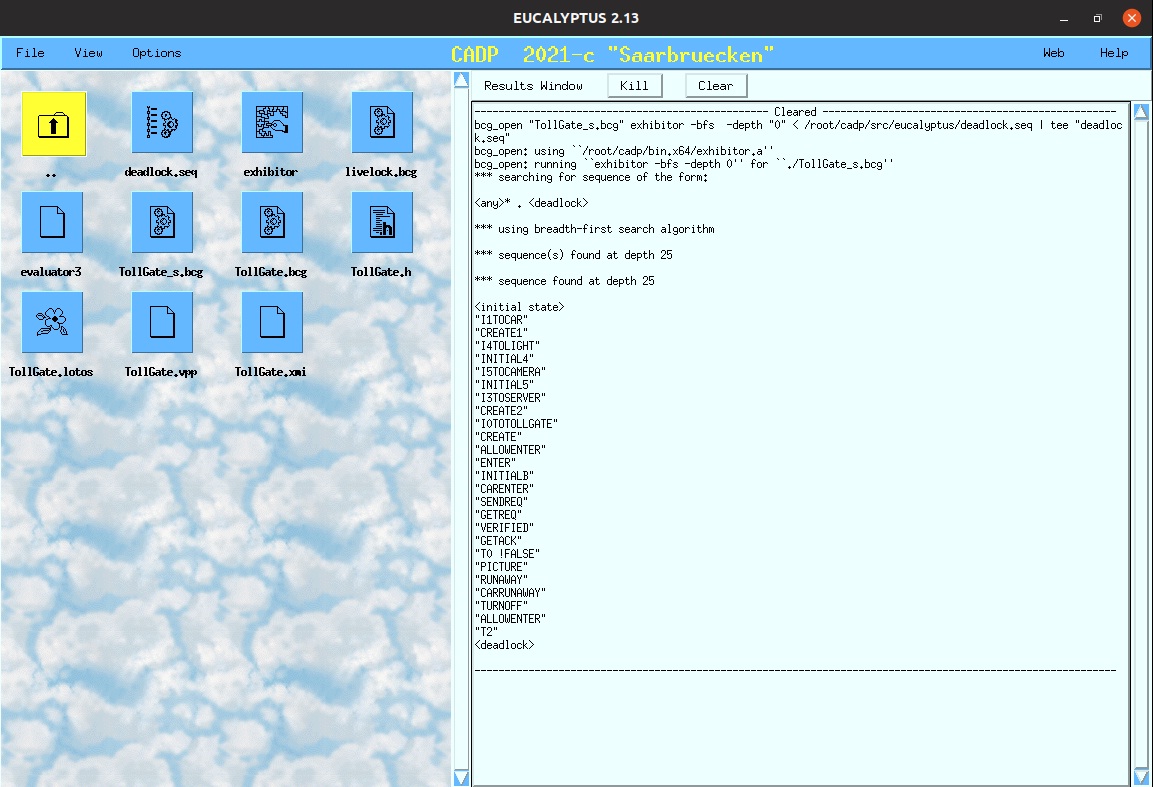 EUCALYPTUS 2.13
File View Options
CADP 2021-c "Saarbruecken"
Web Help
..
deadlock.seq
exhibitor
livelock.bcg
evaluator3
TollGate_s.bcg
TollGate.bcg
TollGate.h
TollGate.lotos
TollGate.vpp
TollGate.xmi
Results Window Kill Clear
Cleared
bcg_open "TollGate_s.bcg" exhibitor -bfs  -depth "0" < /root/cadp/src/eucalyptus/deadlock.seq | tee "deadloc
k.seq"
bcg_open: using ``/root/cadp/bin.x64/exhibitor.a''
bcg_open: running ``exhibitor -bfs -depth 0'' for ``./TollGate_s.bcg''
*** searching for sequence of the form:
<any>* . <deadlock>
*** using breadth-first search algorithm
*** sequence(s) found at depth 25
*** sequence found at depth 25
<initial state>
"I1TOCAR"
"CREATE1"
"I4TOLIGHT"
"INITIAL4"
"I5TOCAMERA"
"INITIAL5"
"I3TOSERVER"
"CREATE2"
"I0TOTOLLGATE"
"CREATE"
"ALLOWENTER"
"ENTER"
"INITIALB"
"CARENTER"
"SENDREQ"
"GETREQ"
"VERIFIED"
"GETACK"
"T0 !FALSE"
"PICTURE"
"RUNAWAY"
"CARRUNAWAY"
"TURNOFF"
"ALLOWENTER"
"T2"
<deadlock>